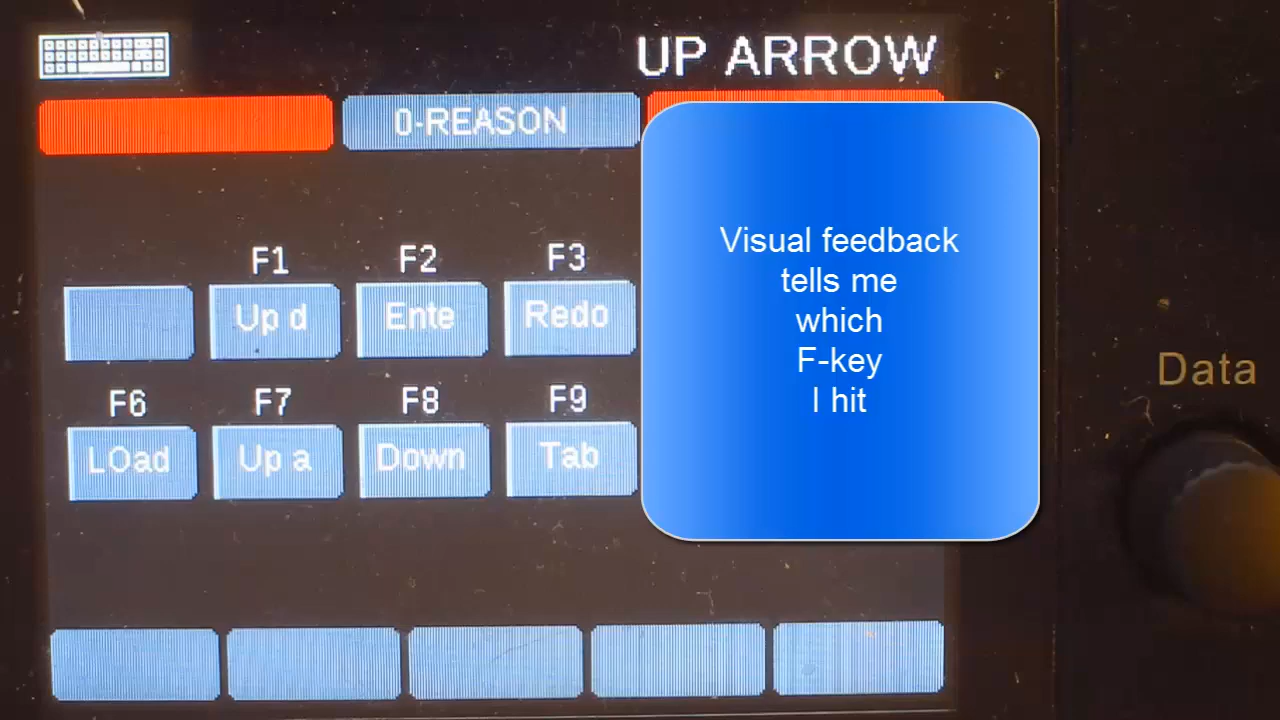 UP ARROW
0-REASON
F1 F2 F3
Up d Ente Redo
F6 F7 F8 F9
LOad Up a Down Tab
Visual feedback
tells me
which
F-key
I hit
Data